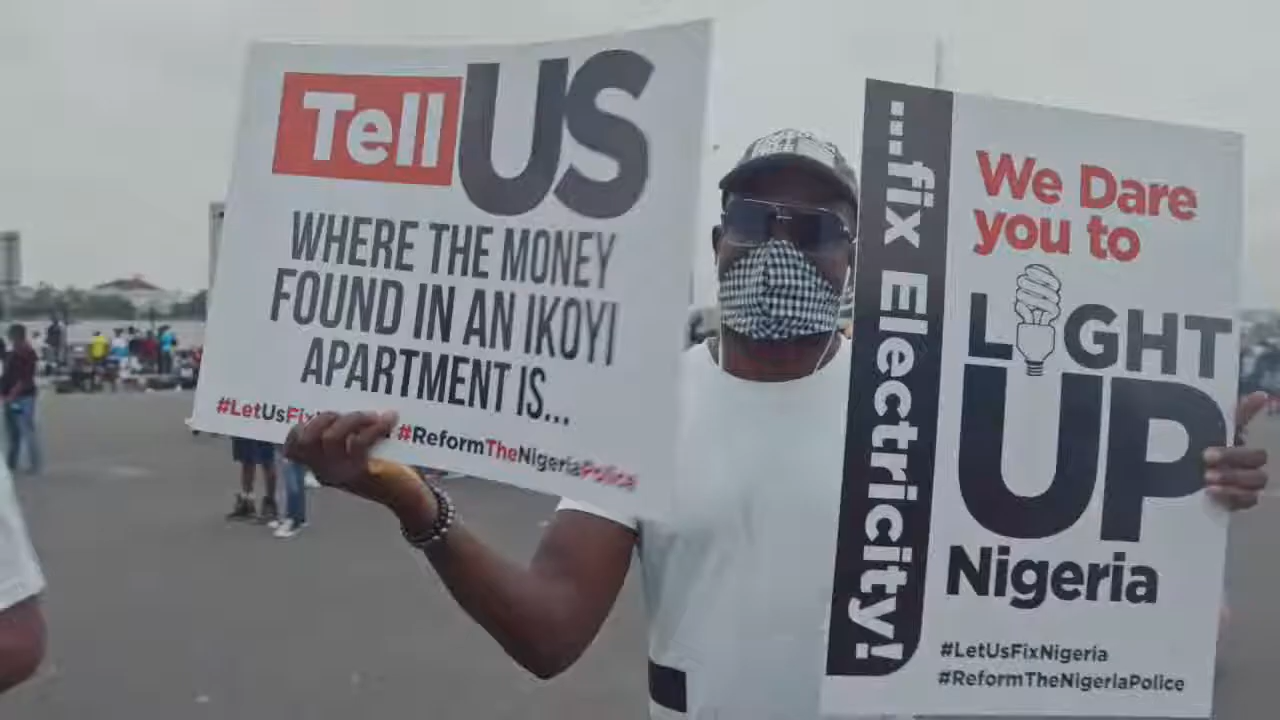 Tell US
WHERE THE MONEY
FOUND IN AN IKOYI
APARTMENT IS...
#LetUsFix
#ReformTheNigeriaPolice
....fix Electricity!
We Dare
you to
LIGHT
UP
Nigeria
#LetUsFixNigeria
#ReformTheNigeriaPolice